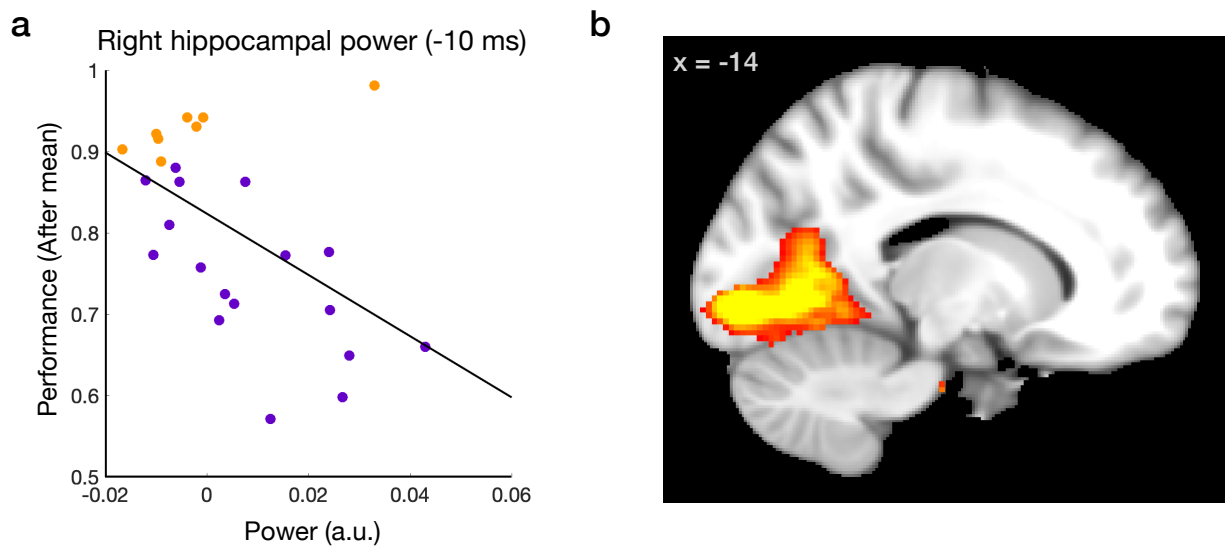 a
Right hippocampal power (-10 ms)
Performance (After mean)
1
0.9
0.8
0.7
0.6
0.5
-0.02
0
0.02
0.04
0.06
Power (a.u.)
b
x = -14